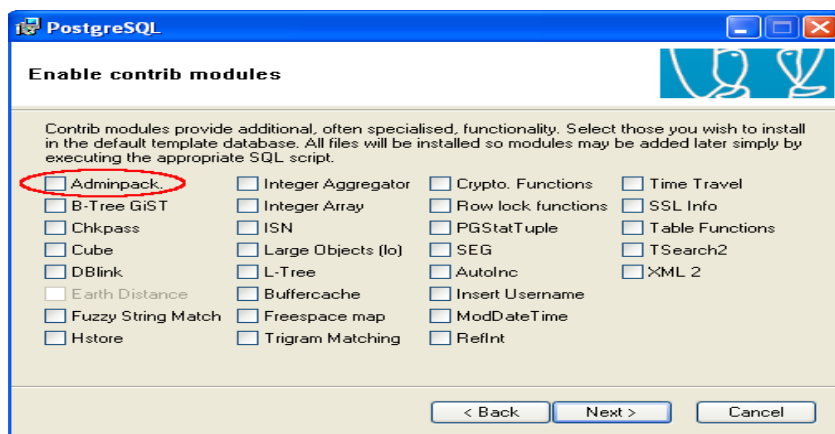 PostgreSQL
Enable contrib modules
Contrib modules provide additional, often specialised, functionality. Select those you wish to install
in the default template database. All files will be installed so modules may be added later simply by
executing the appropriate SQL script.
Adminpack. Integer Aggregator Crypto. Functions Time Travel
B-Tree GiST Integer Array Row lock functions SSL Info
Chkpass ISN PGStatTuple Table Functions
Cube Large Objects (lo) SEG TSearch2
DBlink L-Tree AutoInc XML 2
Earth Distance Buffercache Insert Username
Fuzzy String Match Freespace map ModDateTime
Hstore Trigram Matching RefInt
< Back Next > Cancel